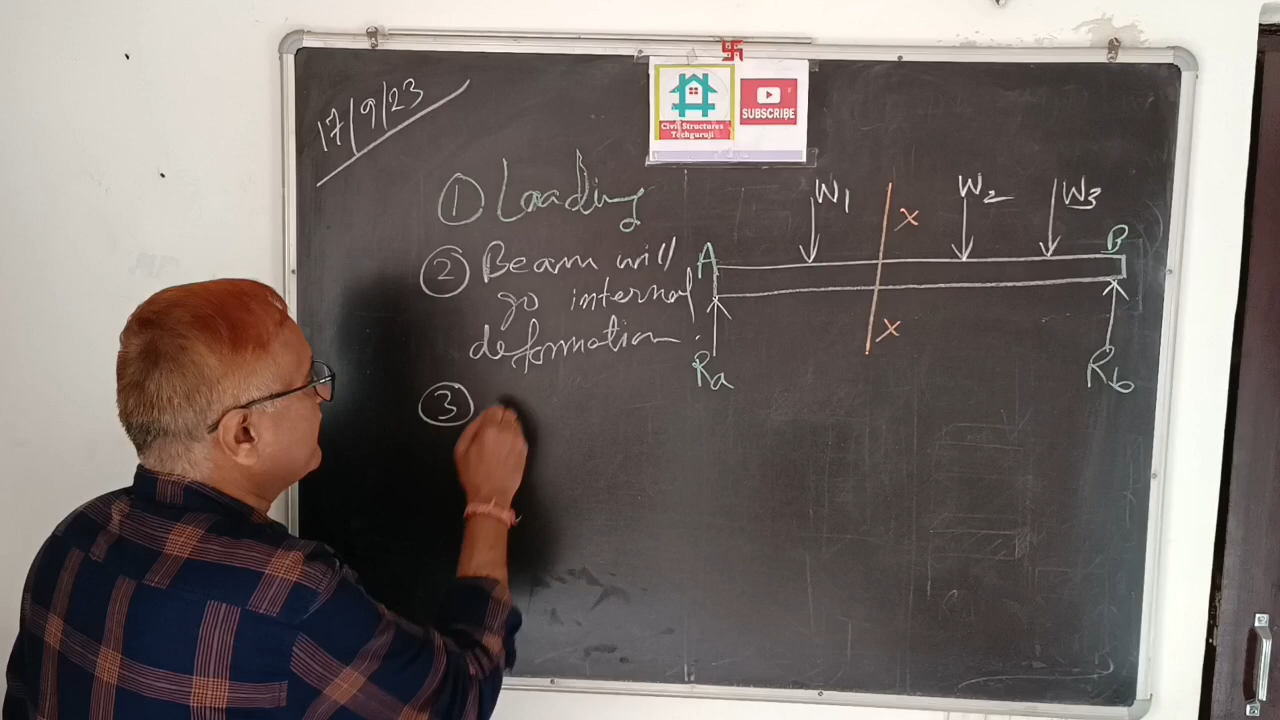 17/9/23
Civil Structures
Techguruji
SUBSCRIBE
① Loading
② Beam will
go internal
deformation.
③
W1
x
W2
W3
A
B
x
Ra
Rb